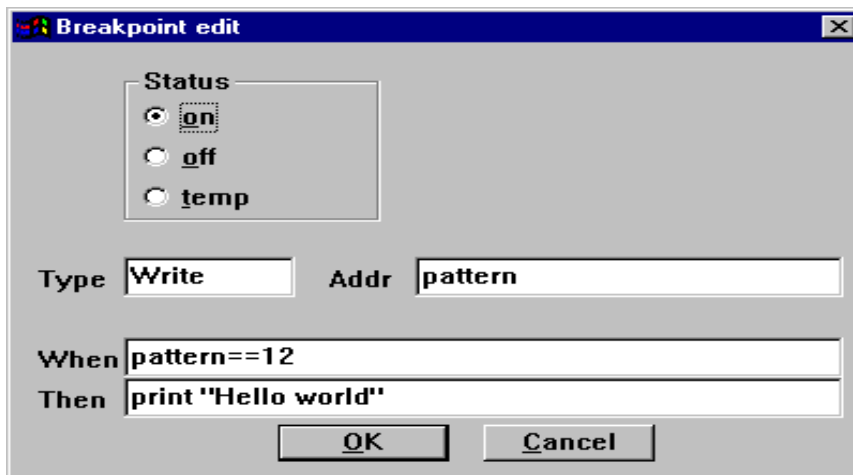 Breakpoint edit
Status
on
off
temp
Type Write Addr pattern
When pattern==12
Then print "Hello world"
OK Cancel